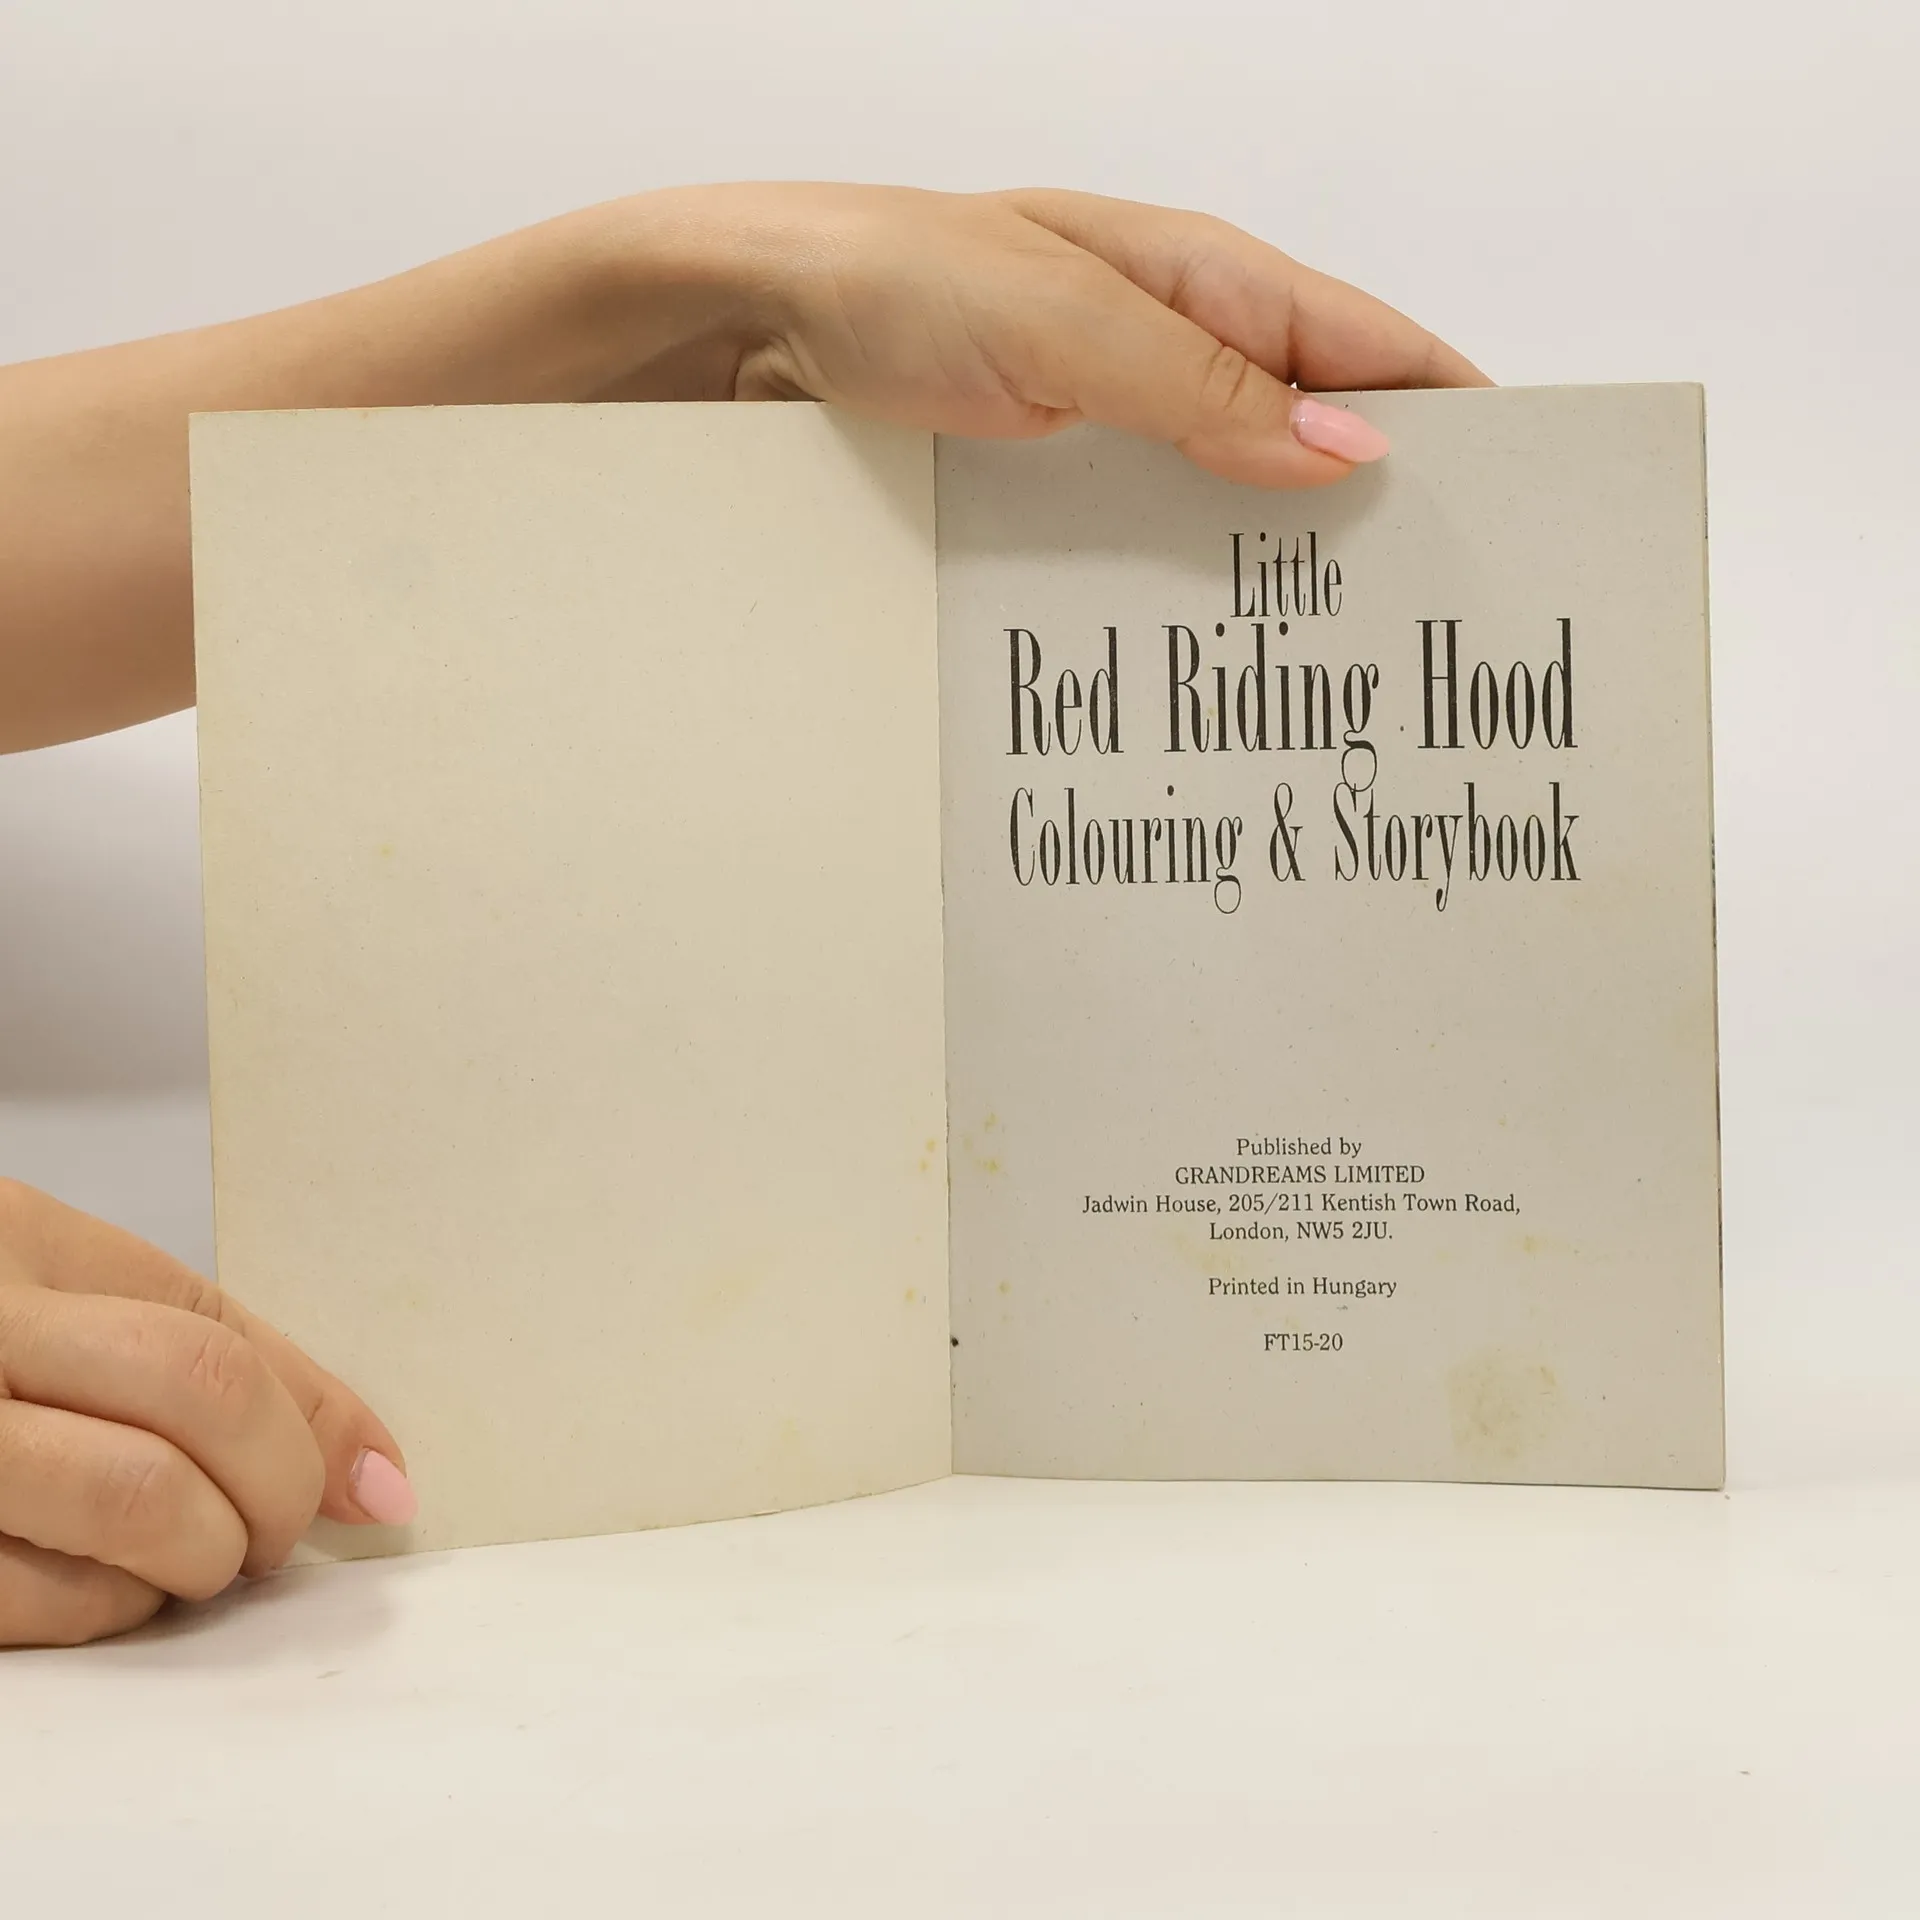 Little
Red Riding Hood
Colouring & Storybook
Published by
GRANDREAMS LIMITED
Jadwin House, 205/211 Kentish Town Road,
London, NW5 2JU.
Printed in Hungary
FT15-20